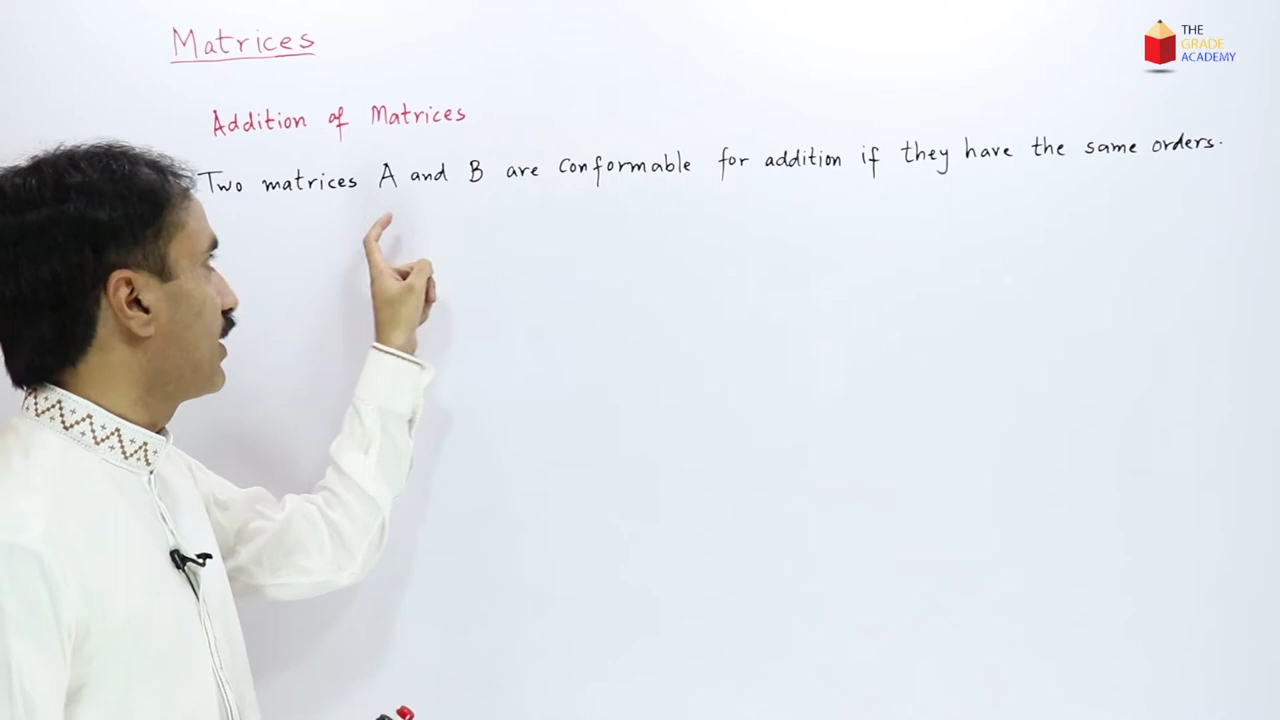 Matrices
THE
GRADE
ACADEMY
Addition of Matrices
Two matrices A and B are conformable for addition if they have the same orders.